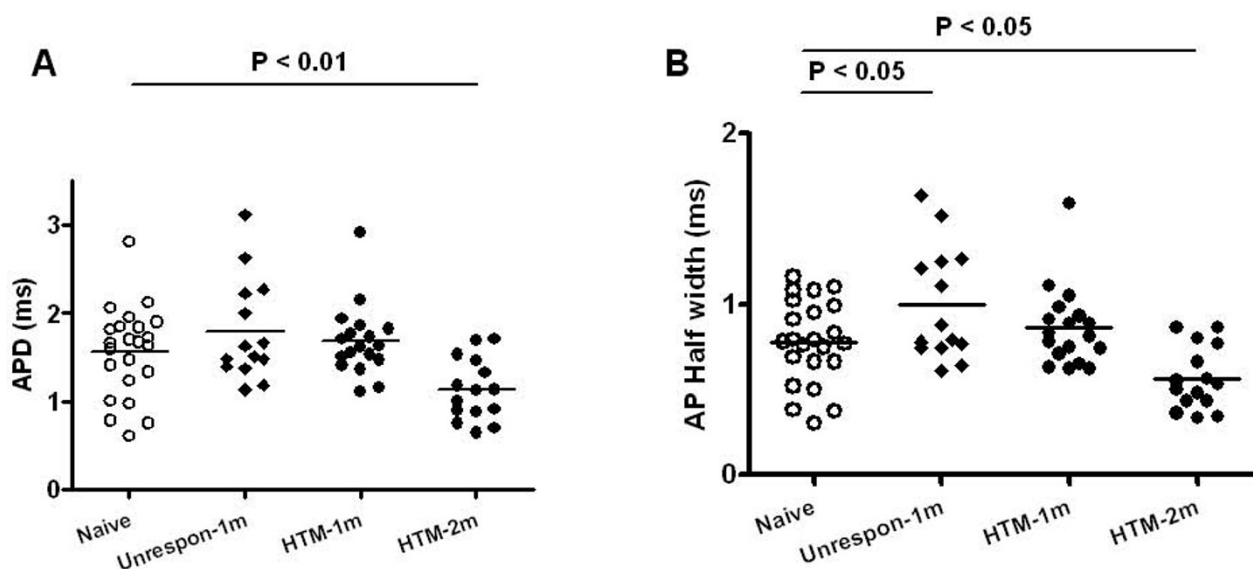 A
P < 0.01
APD (ms)
3
2
1
0
Naive
Unrespon-1m
HTM-1m
HTM-2m
B
P < 0.05
P < 0.05
AP Half width (ms)
2
1
0
Naive
Unrespon-1m
HTM-1m
HTM-2m